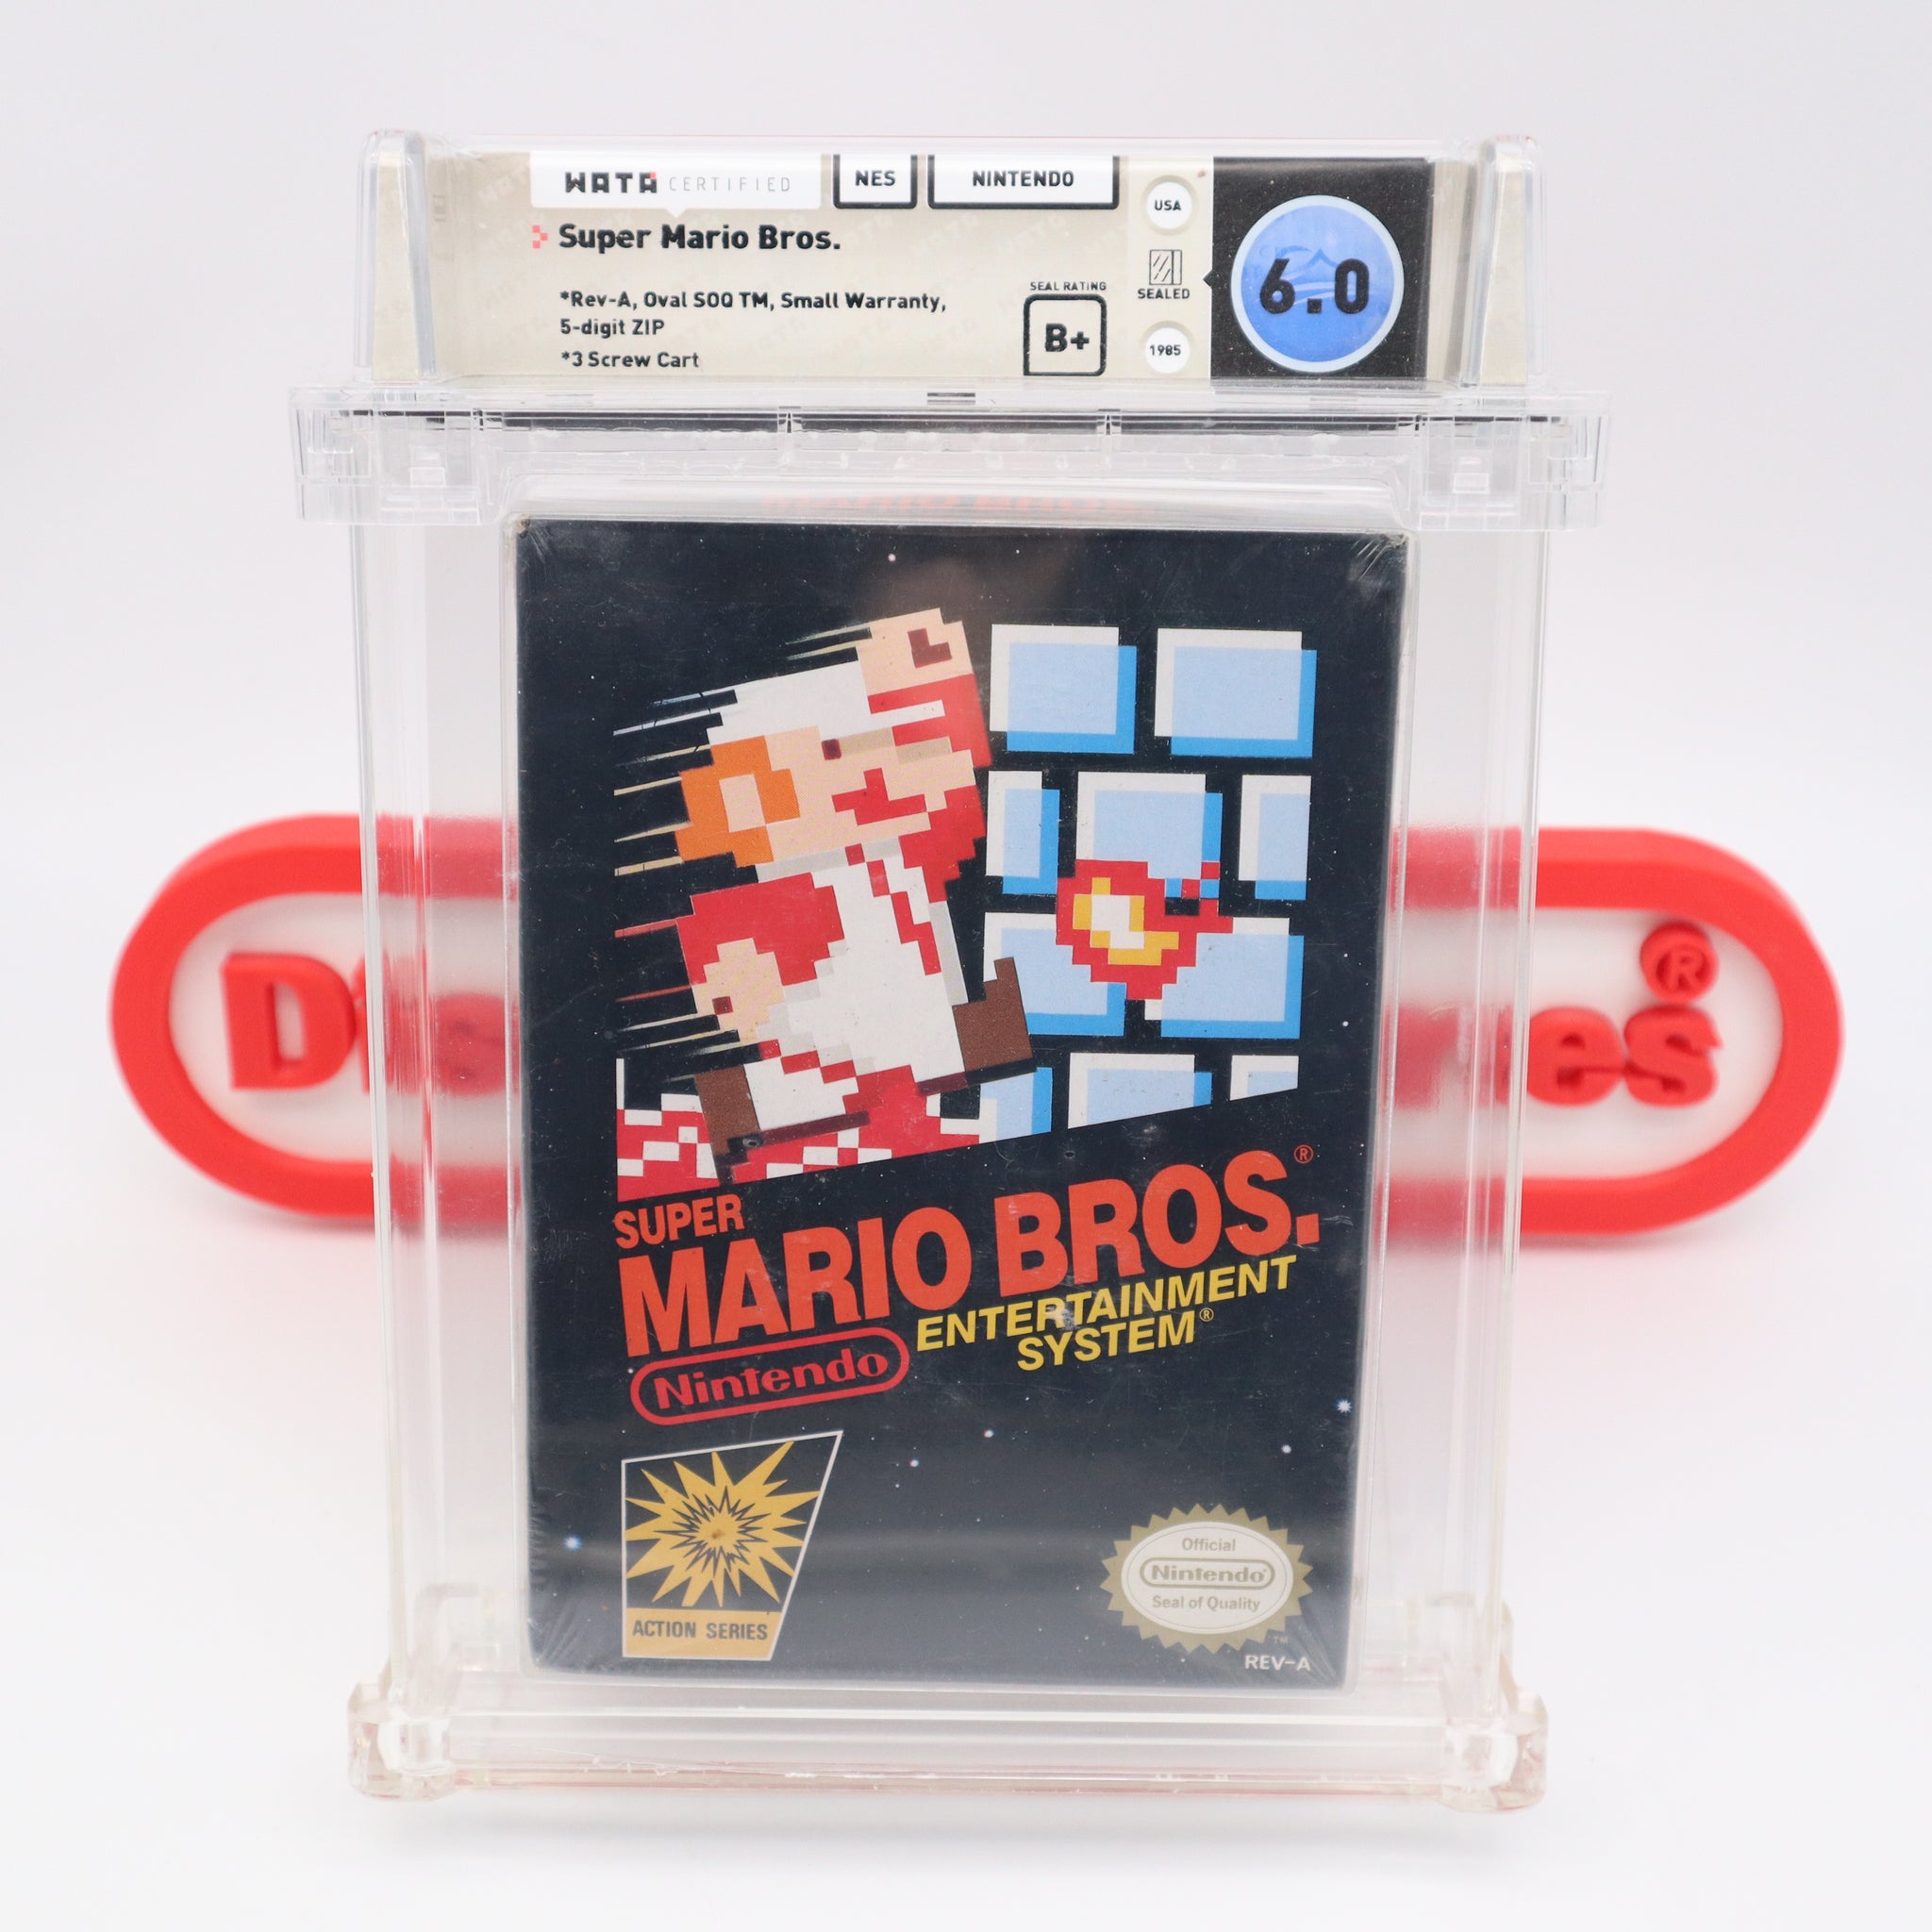 WATA CERTIFIED
NES
NINTENDO
Super Mario Bros.
*Rev-A, Oval SOQ TM, Small Warranty,
5-digit ZIP
*3 Screw Cart
SEAL RATING
B+
USA
SEALED
1985
6.0
SUPER
MARIO BROS.®
Nintendo
ENTERTAINMENT
SYSTEM®
ACTION SERIES
Official
Nintendo®
Seal of Quality
TM
REV-A
®